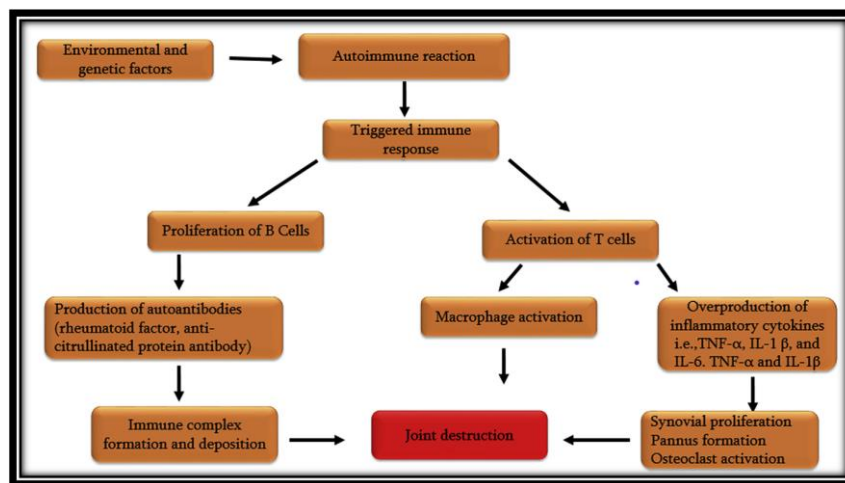 Environmental and
genetic factors
Autoimmune reaction
Triggered immune
response
Proliferation of B Cells
Activation of T cells
Production of autoantibodies
(rheumatoid factor, anti-
citrullinated protein antibody)
Macrophage activation
Overproduction of
inflammatory cytokines
i.e.,TNF-α, IL-1 β, and
IL-6. TNF-α and IL-1β
Immune complex
formation and deposition
Joint destruction
Synovial proliferation
Pannus formation
Osteoclast activation